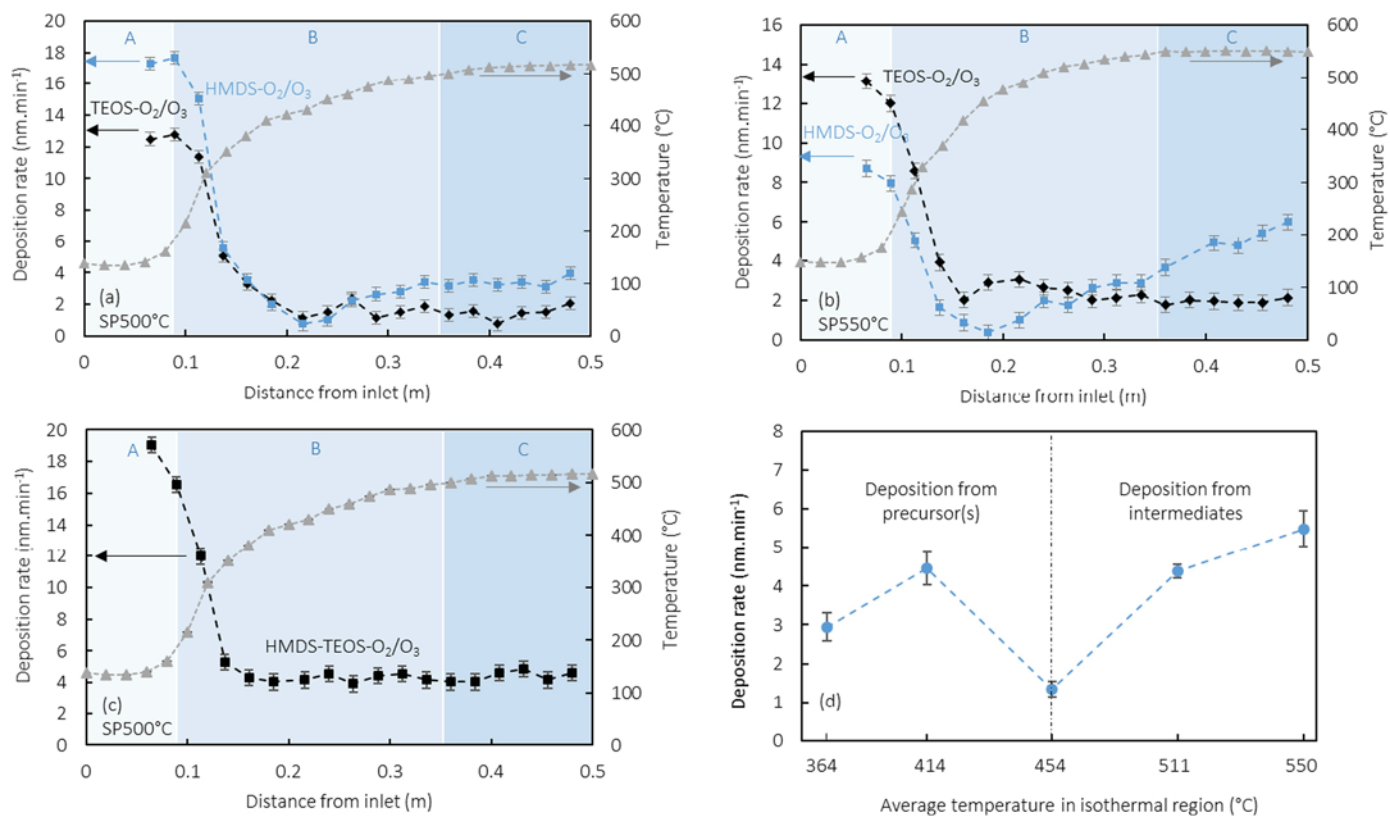 20
18
16
14
12
10
8
6
4
2
0
Deposition rate (nm.min-1)
A
B
C
HMDS-O2/O3
TEOS-O2/O3
(a)
SP500°C
600
500
400
300
200
100
0
Temperature (°C)
0
0.1
0.2
0.3
0.4
0.5
Distance from inlet (m)
16
14
12
10
8
6
4
2
0
Deposition rate (nm.min-1)
A
B
C
TEOS-O2/O3
HMDS-O2/O3
(b)
SP550°C
600
500
400
300
200
100
0
Temperature (°C)
0
0.1
0.2
0.3
0.4
0.5
Distance from inlet (m)
20
18
16
14
12
10
8
6
4
2
0
Deposition rate (nm.min-1)
A
B
C
HMDS-TEOS-O2/O3
(c)
SP500°C
600
500
400
300
200
100
0
Temperature (°C)
0
0.1
0.2
0.3
0.4
0.5
Distance from inlet (m)
8
7
6
5
4
3
2
1
0
Deposition rate (nm.min-1)
Deposition from
precursor(s)
Deposition from
intermediates
(d)
364
414
454
511
550
Average temperature in isothermal region (°C)